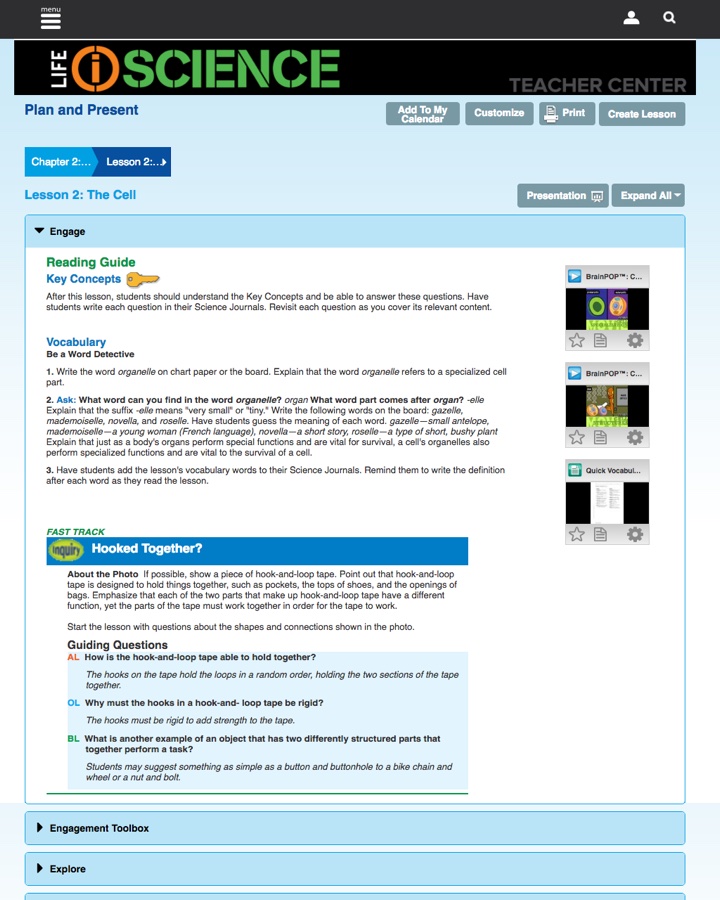 menu
LIFE iSCIENCE
TEACHER CENTER
Plan and Present
Add To My
Calendar
Customize
Print
Create Lesson
Chapter 2:...
Lesson 2:...
Lesson 2: The Cell
Presentation
Expand All
Engage
Reading Guide
Key Concepts
After this lesson, students should understand the Key Concepts and be able to answer these questions. Have
students write each question in their Science Journals. Revisit each question as you cover its relevant content.
Vocabulary
Be a Word Detective
1. Write the word organelle on chart paper or the board. Explain that the word organelle refers to a specialized cell
part.
2. Ask: What word can you find in the word organelle? organ What word part comes after organ? -elle
Explain that the suffix -elle means "very small" or "tiny." Write the following words on the board: gazelle,
mademoiselle, novella, and roselle. Have students guess the meaning of each word. gazelle—small antelope,
mademoiselle—a young woman (French language), novella—a short story, roselle—a type of short, bushy plant
Explain that just as a body's organs perform special functions and are vital for survival, a cell's organelles also
perform specialized functions and are vital to the survival of a cell.
3. Have students add the lesson's vocabulary words to their Science Journals. Remind them to write the definition
after each word as they read the lesson.
BrainPOP™: C...
BrainPOP™: C...
Quick Vocabul...
FAST TRACK
inquiry Hooked Together?
About the Photo If possible, show a piece of hook-and-loop tape. Point out that hook-and-loop
tape is designed to hold things together, such as pockets, the tops of shoes, and the openings of
bags. Emphasize that each of the two parts that make up hook-and-loop tape have a different
function, yet the parts of the tape must work together in order for the tape to work.
Start the lesson with questions about the shapes and connections shown in the photo.
Guiding Questions
AL How is the hook-and-loop tape able to hold together?
The hooks on the tape hold the loops in a random order, holding the two sections of the tape
together.
OL Why must the hooks in a hook-and- loop tape be rigid?
The hooks must be rigid to add strength to the tape.
BL What is another example of an object that has two differently structured parts that
together perform a task?
Students may suggest something as simple as a button and buttonhole to a bike chain and
wheel or a nut and bolt.
Engagement Toolbox
Explore